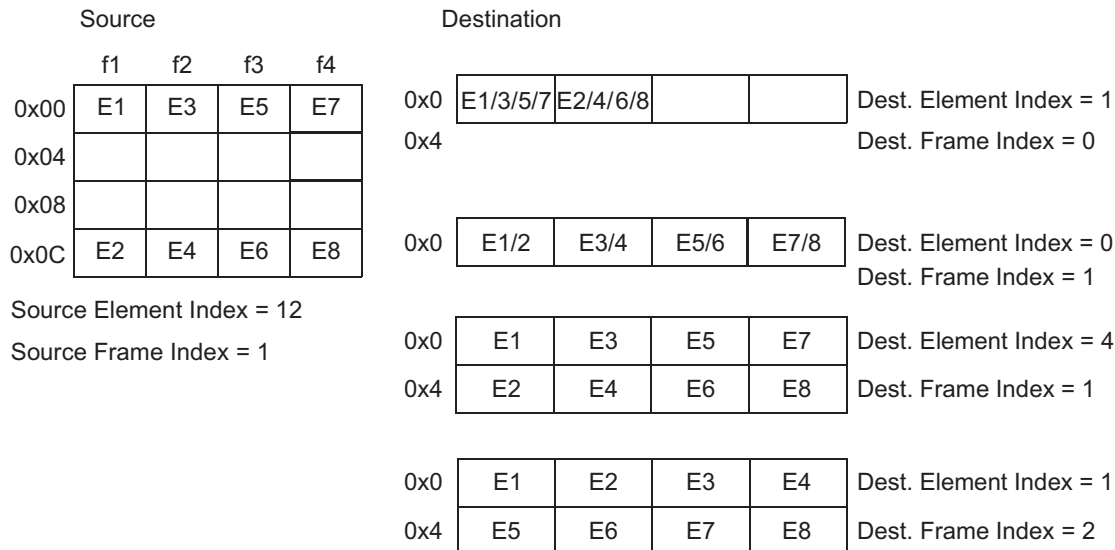 Source
f1 f2 f3 f4
0x00 E1 E3 E5 E7
0x04
0x08
0x0C E2 E4 E6 E8
Source Element Index = 12
Source Frame Index = 1
Destination
0x0 E1/3/5/7 E2/4/6/8 Dest. Element Index = 1
0x4 Dest. Frame Index = 0
0x0 E1/2 E3/4 E5/6 E7/8 Dest. Element Index = 0
Dest. Frame Index = 1
0x0 E1 E3 E5 E7 Dest. Element Index = 4
0x4 E2 E4 E6 E8 Dest. Frame Index = 1
0x0 E1 E2 E3 E4 Dest. Element Index = 1
0x4 E5 E6 E7 E8 Dest. Frame Index = 2